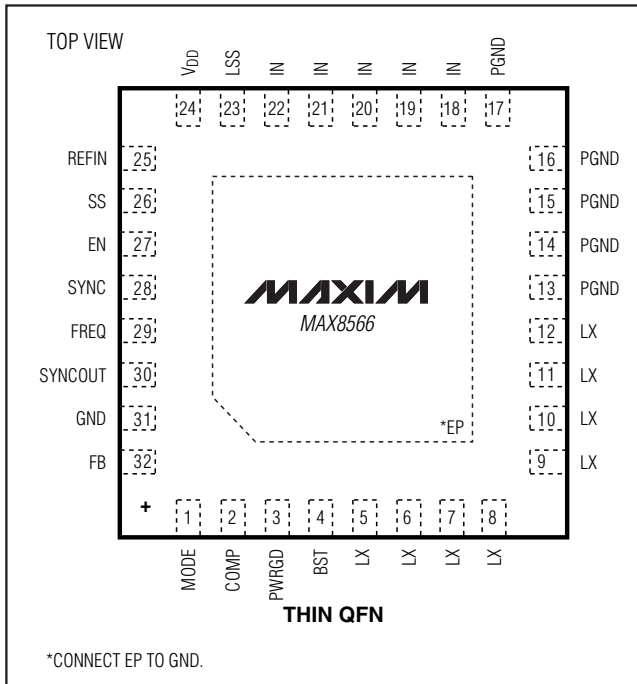 TOP VIEW
VDD
LSS
IN
IN
IN
IN
IN
PGND
24
23
22
21
20
19
18
17
REFIN 25
SS 26
EN 27
SYNC 28
FREQ 29
SYNCOUT 30
GND 31
FB 32
16 PGND
15 PGND
14 PGND
13 PGND
12 LX
11 LX
10 LX
9 LX
MAXIM
MAX8566
*EP
+
1
2
3
4
5
6
7
8
MODE
COMP
PWRGD
BST
LX
LX
LX
LX
THIN QFN
*CONNECT EP TO GND.